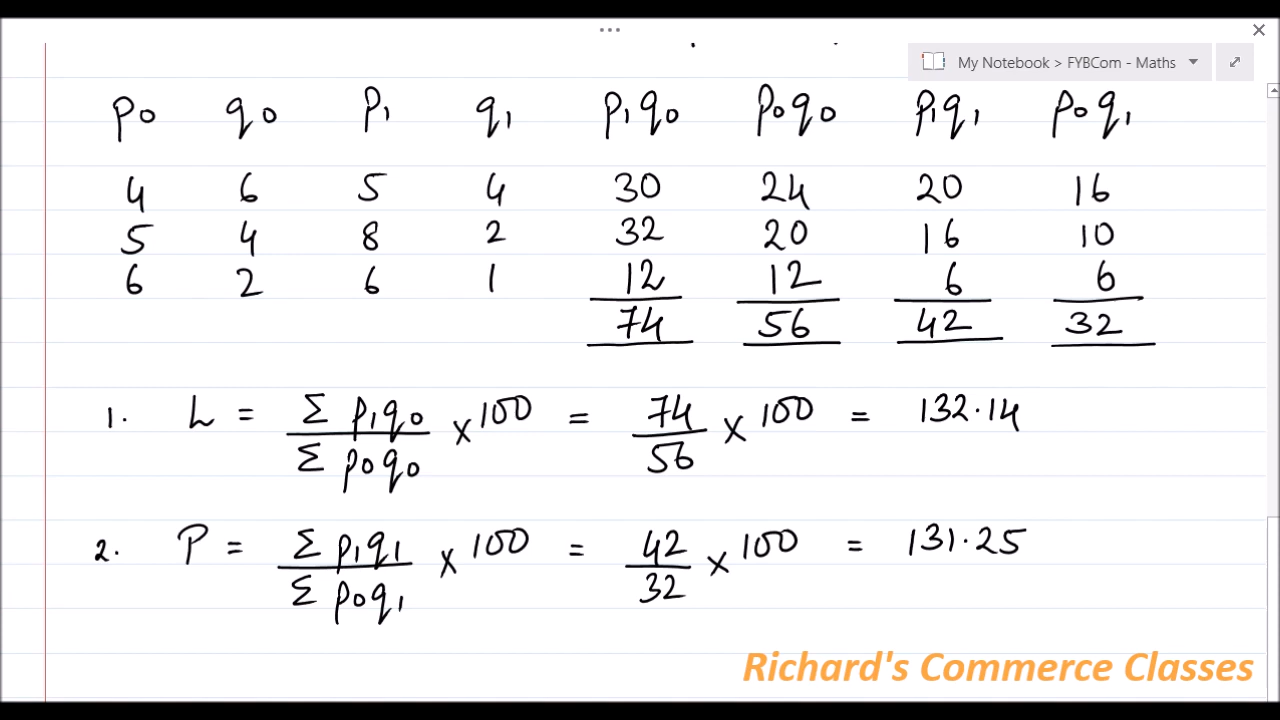 My Notebook > FYBCom - Maths
p0 q0 p1 q1 p1q0 p0q0 p1q1 p0q1
4 6 5 4 30 24 20 16
5 4 8 2 32 20 16 10
6 2 6 1 12 12 6 6
74 56 42 32
1. L = Σ p1q0 / Σ p0q0 × 100 = 74 / 56 × 100 = 132.14
2. P = Σ p1q1 / Σ p0q1 × 100 = 42 / 32 × 100 = 131.25
Richard's Commerce Classes